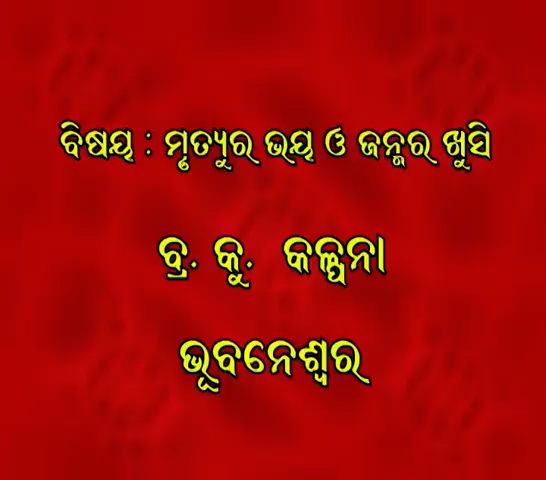 ବିଷୟ : ମୃତ୍ୟୁର ଭୟ ଓ ଜନ୍ମର ଖୁସି
ବ୍ର. କୁ. କଳ୍ପନା
ଭୂବନେଶ୍ୱର